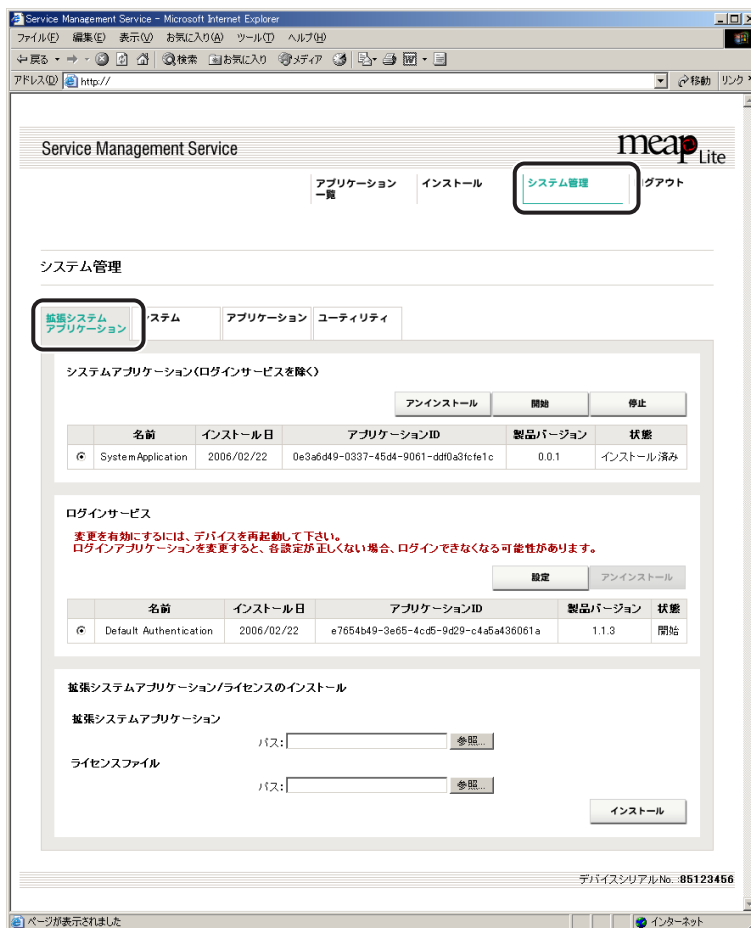 Service Management Service - Microsoft Internet Explorer
ファイル(F) 編集(E) 表示(V) お気に入り(A) ツール(T) ヘルプ(H)
戻る 検索 お気に入り メディア
アドレス(D) http:// 移動 リンク
Service Management Service
meap Lite
アプリケーション
一覧
インストール
システム管理
グアウト
システム管理
拡張システム
アプリケーション
ステム
アプリケーション
ユーティリティ
システムアプリケーション(ログインサービスを除く)
アンインストール 開始 停止
名前 インストール日 アプリケーションID 製品バージョン 状態
SystemApplication 2006/02/22 0e3a6d49-0337-45d4-9061-ddf0a3fcfe1c 0.0.1 インストール済み
ログインサービス
変更を有効にするには、デバイスを再起動して下さい。
ログインアプリケーションを変更すると、各設定が正しくない場合、ログインできなくなる可能性があります。
設定 アンインストール
名前 インストール日 アプリケーションID 製品バージョン 状態
Default Authentication 2006/02/22 e7654b49-3e65-4cd5-9d29-c4a5a436061a 1.1.3 開始
拡張システムアプリケーション/ライセンスのインストール
拡張システムアプリケーション
パス: 参照...
ライセンスファイル
パス: 参照...
インストール
デバイスシリアルNo. :85123456
ページが表示されました インターネット